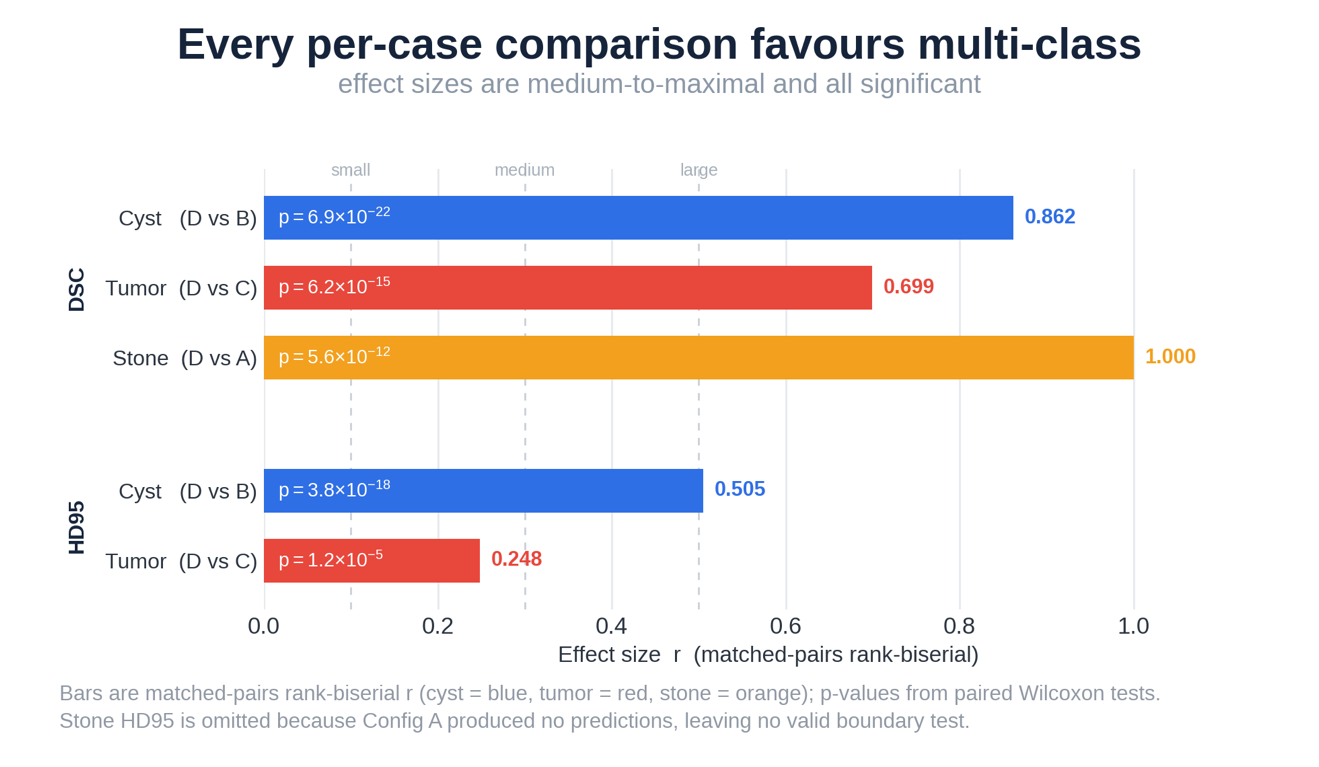 Every per-case comparison favours multi-class
effect sizes are medium-to-maximal and all significant
small medium large
DSC
Cyst (D vs B) p = 6.9×10⁻²² 0.862
Tumor (D vs C) p = 6.2×10⁻¹⁵ 0.699
Stone (D vs A) p = 5.6×10⁻¹² 1.000
HD95
Cyst (D vs B) p = 3.8×10⁻¹⁸ 0.505
Tumor (D vs C) p = 1.2×10⁻⁵ 0.248
0.0 0.2 0.4 0.6 0.8 1.0
Effect size r (matched-pairs rank-biserial)
Bars are matched-pairs rank-biserial r (cyst = blue, tumor = red, stone = orange); p-values from paired Wilcoxon tests.
Stone HD95 is omitted because Config A produced no predictions, leaving no valid boundary test.